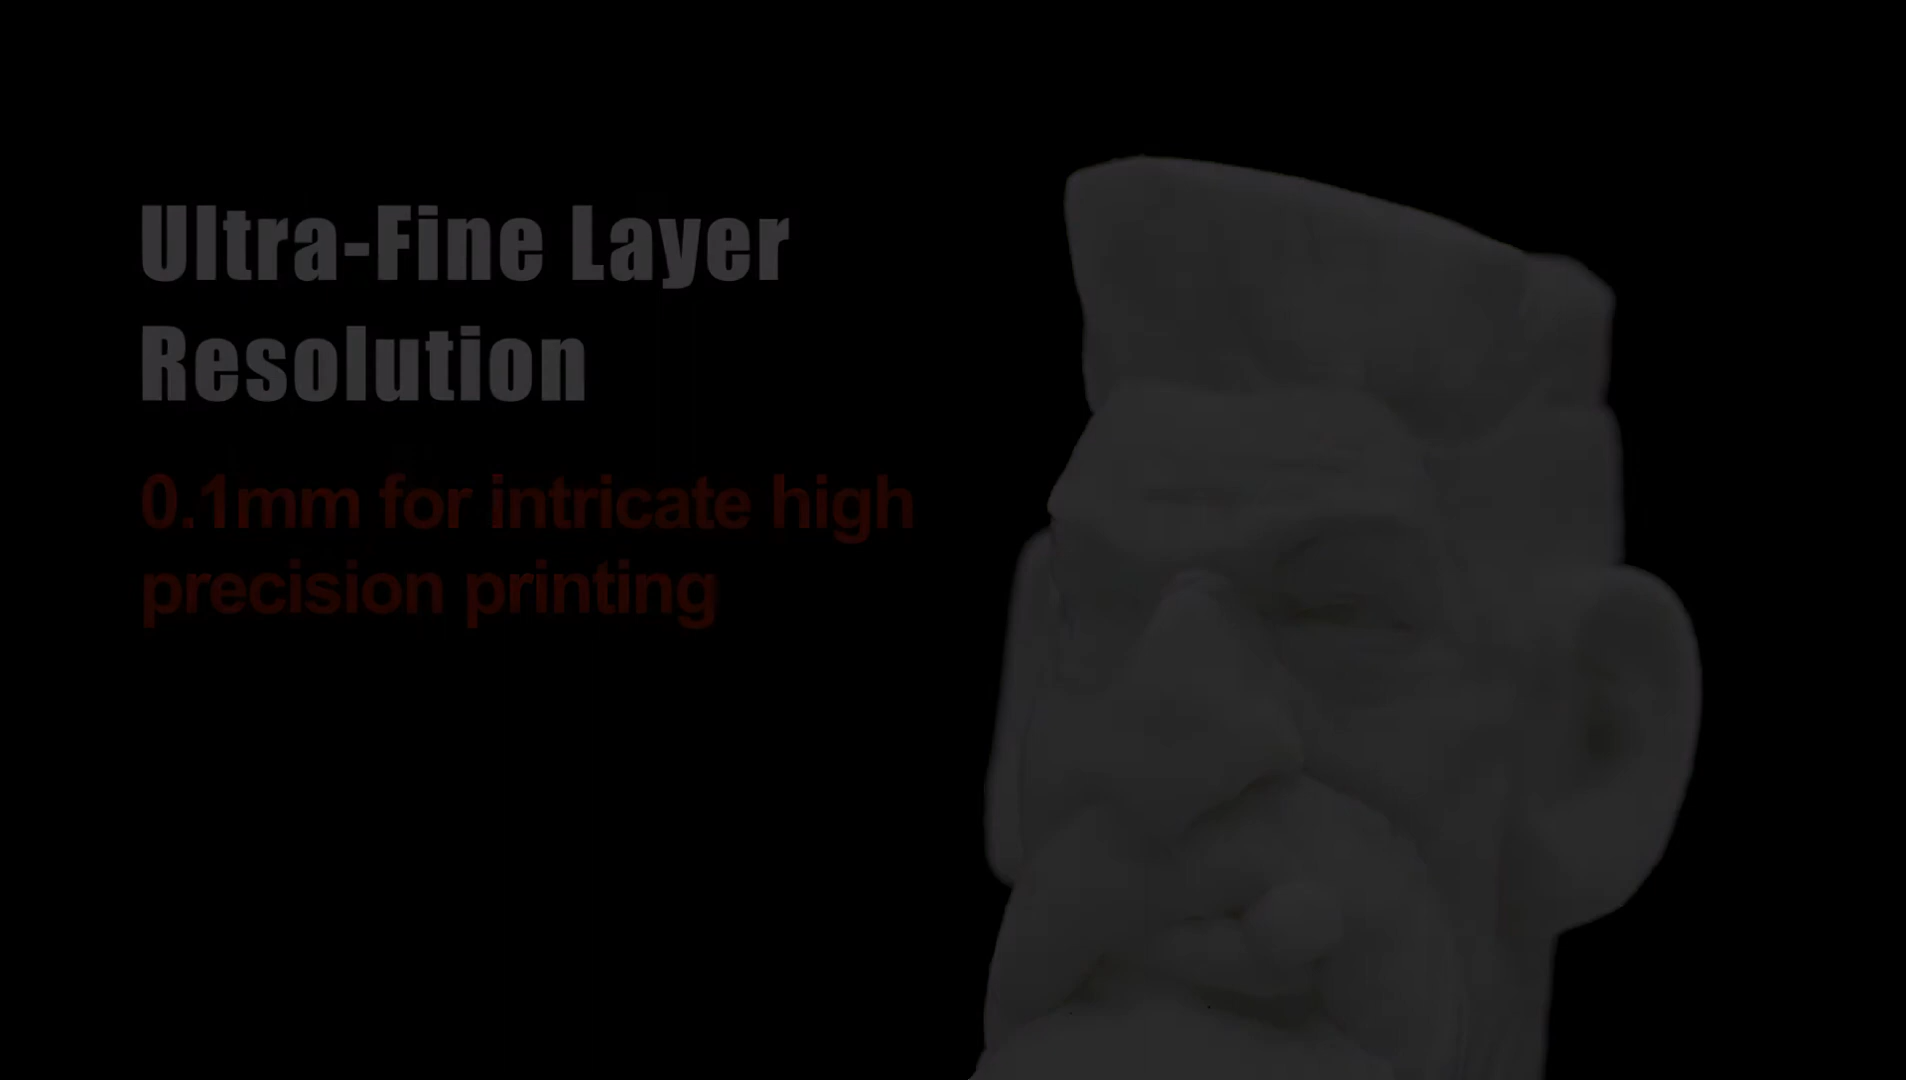 Ultra-Fine Layer
Resolution
0.1mm for intricate high
precision printing